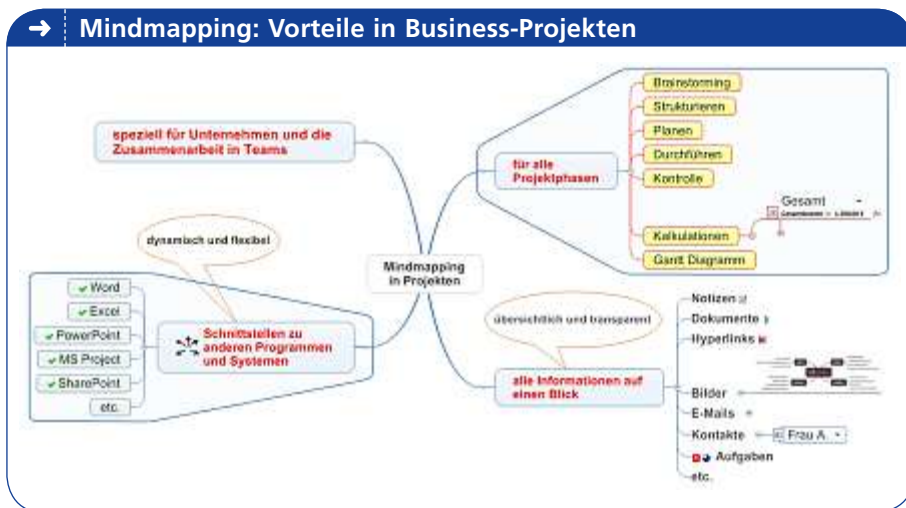 Mindmapping: Vorteile in Business-Projekten
speziell für Unternehmen und die
Zusammenarbeit in Teams
für alle
Projektphasen
Brainstorming
Strukturieren
Planen
Durchführen
Kontrolle
Kalkulationen
Gesamt
Gantt Diagramm
dynamisch und flexibel
Mindmapping
in Projekten
Word
Excel
PowerPoint
MS Project
SharePoint
etc.
Schnittstellen zu
anderen Programmen
und Systemen
übersichtlich und transparent
alle Informationen auf
einen Blick
Notizen
Dokumente
Hyperlinks
Bilder
E-Mails
Kontakte
Frau A.
Aufgaben
etc.